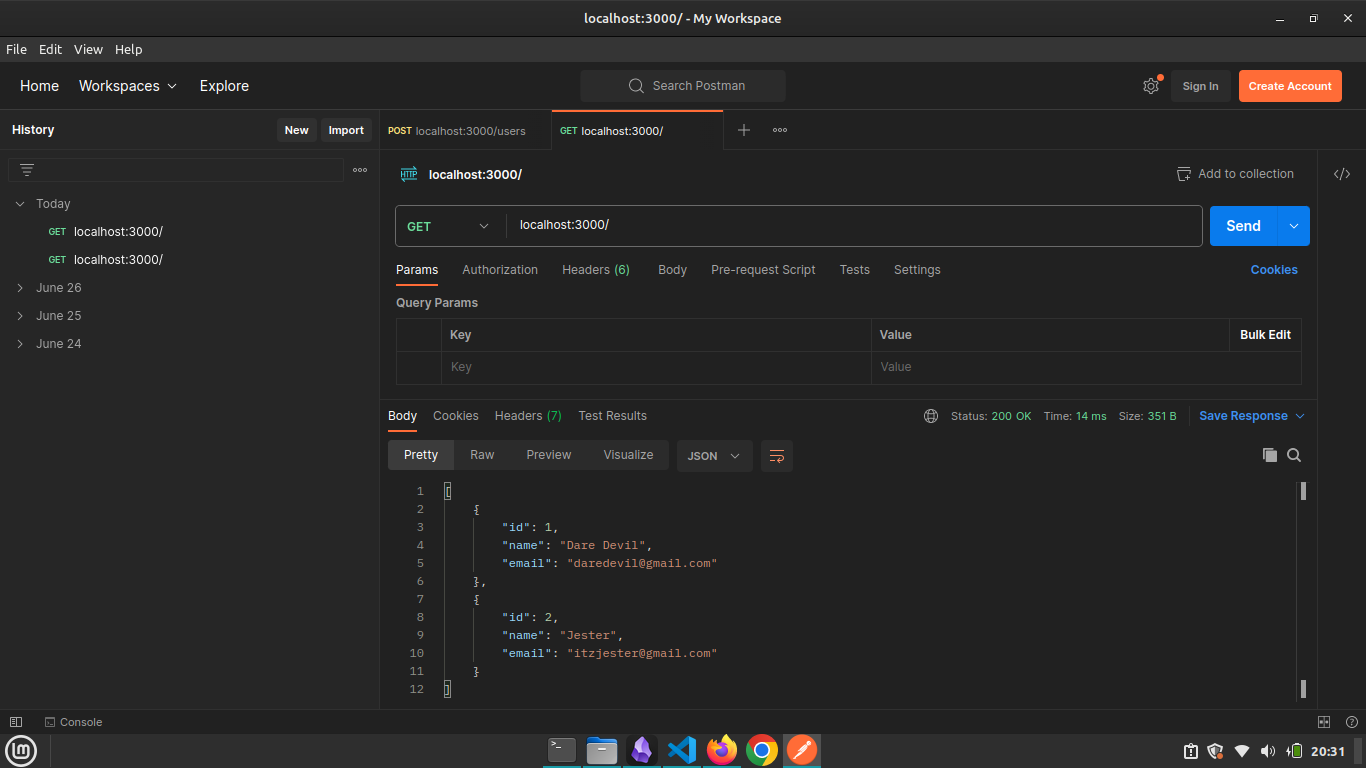 localhost:3000/ - My Workspace
File Edit View Help
Home Workspaces Explore
Search Postman
Sign In Create Account
History New Import
POST localhost:3000/users GET localhost:3000/
HTTP localhost:3000/
Add to collection
Today
GET localhost:3000/
GET localhost:3000/
June 26
June 25
June 24
GET localhost:3000/ Send
Params Authorization Headers (6) Body Pre-request Script Tests Settings Cookies
Query Params
Key Value Bulk Edit
Key Value
Body Cookies Headers (7) Test Results Status: 200 OK Time: 14 ms Size: 351 B Save Response
Pretty Raw Preview Visualize JSON
1 [
2 {
3 "id": 1,
4 "name": "Dare Devil",
5 "email": "daredevil@gmail.com"
6 },
7 {
8 "id": 2,
9 "name": "Jester",
10 "email": "itzjester@gmail.com"
11 }
12 ]
Console
20:31